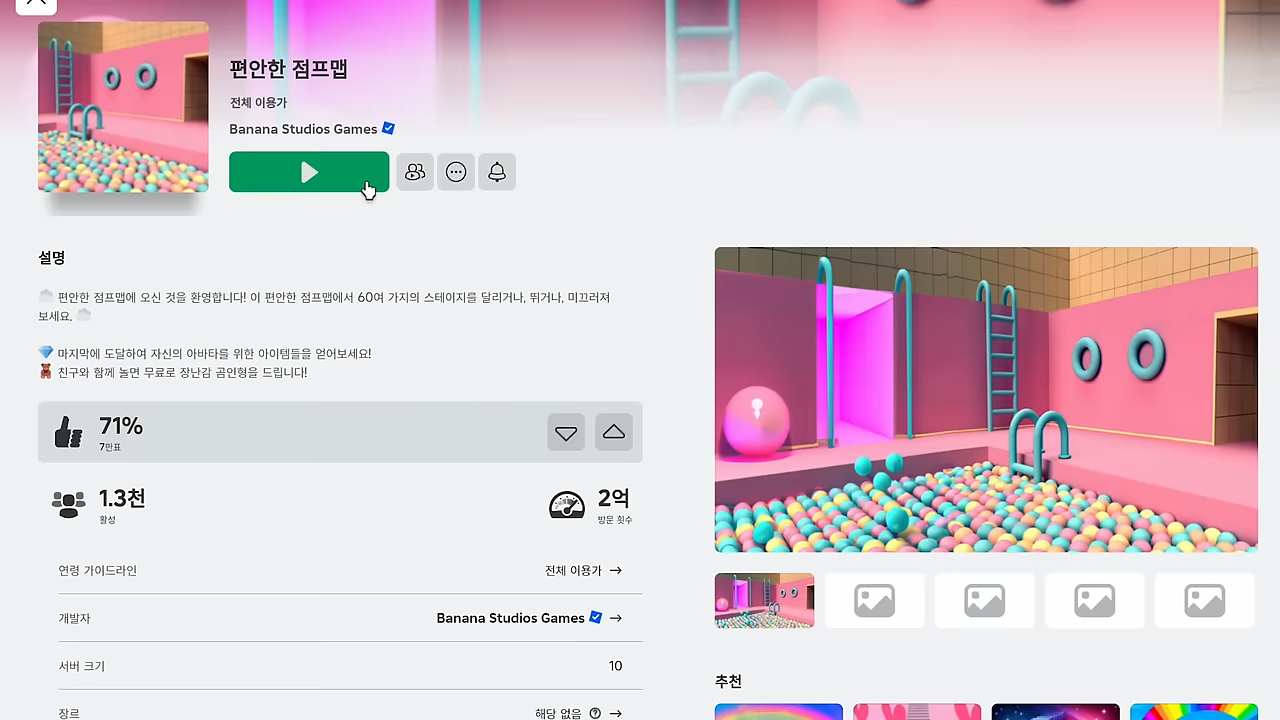 편안한 점프맵
전체 이용가
Banana Studios Games
설명
편안한 점프맵에 오신 것을 환영합니다! 이 편안한 점프맵에서 60여 가지의 스테이지를 달리거나, 뛰거나, 미끄러져
보세요.
마지막에 도달하여 자신의 아바타를 위한 아이템들을 얻어보세요!
친구와 함께 놀면 무료로 장난감 곰인형을 드립니다!
71%
7만표
1.3천
활성
2억
방문 횟수
연령 가이드라인
전체 이용가 →
개발자
Banana Studios Games →
서버 크기
10
장르
해당 없음 →
추천